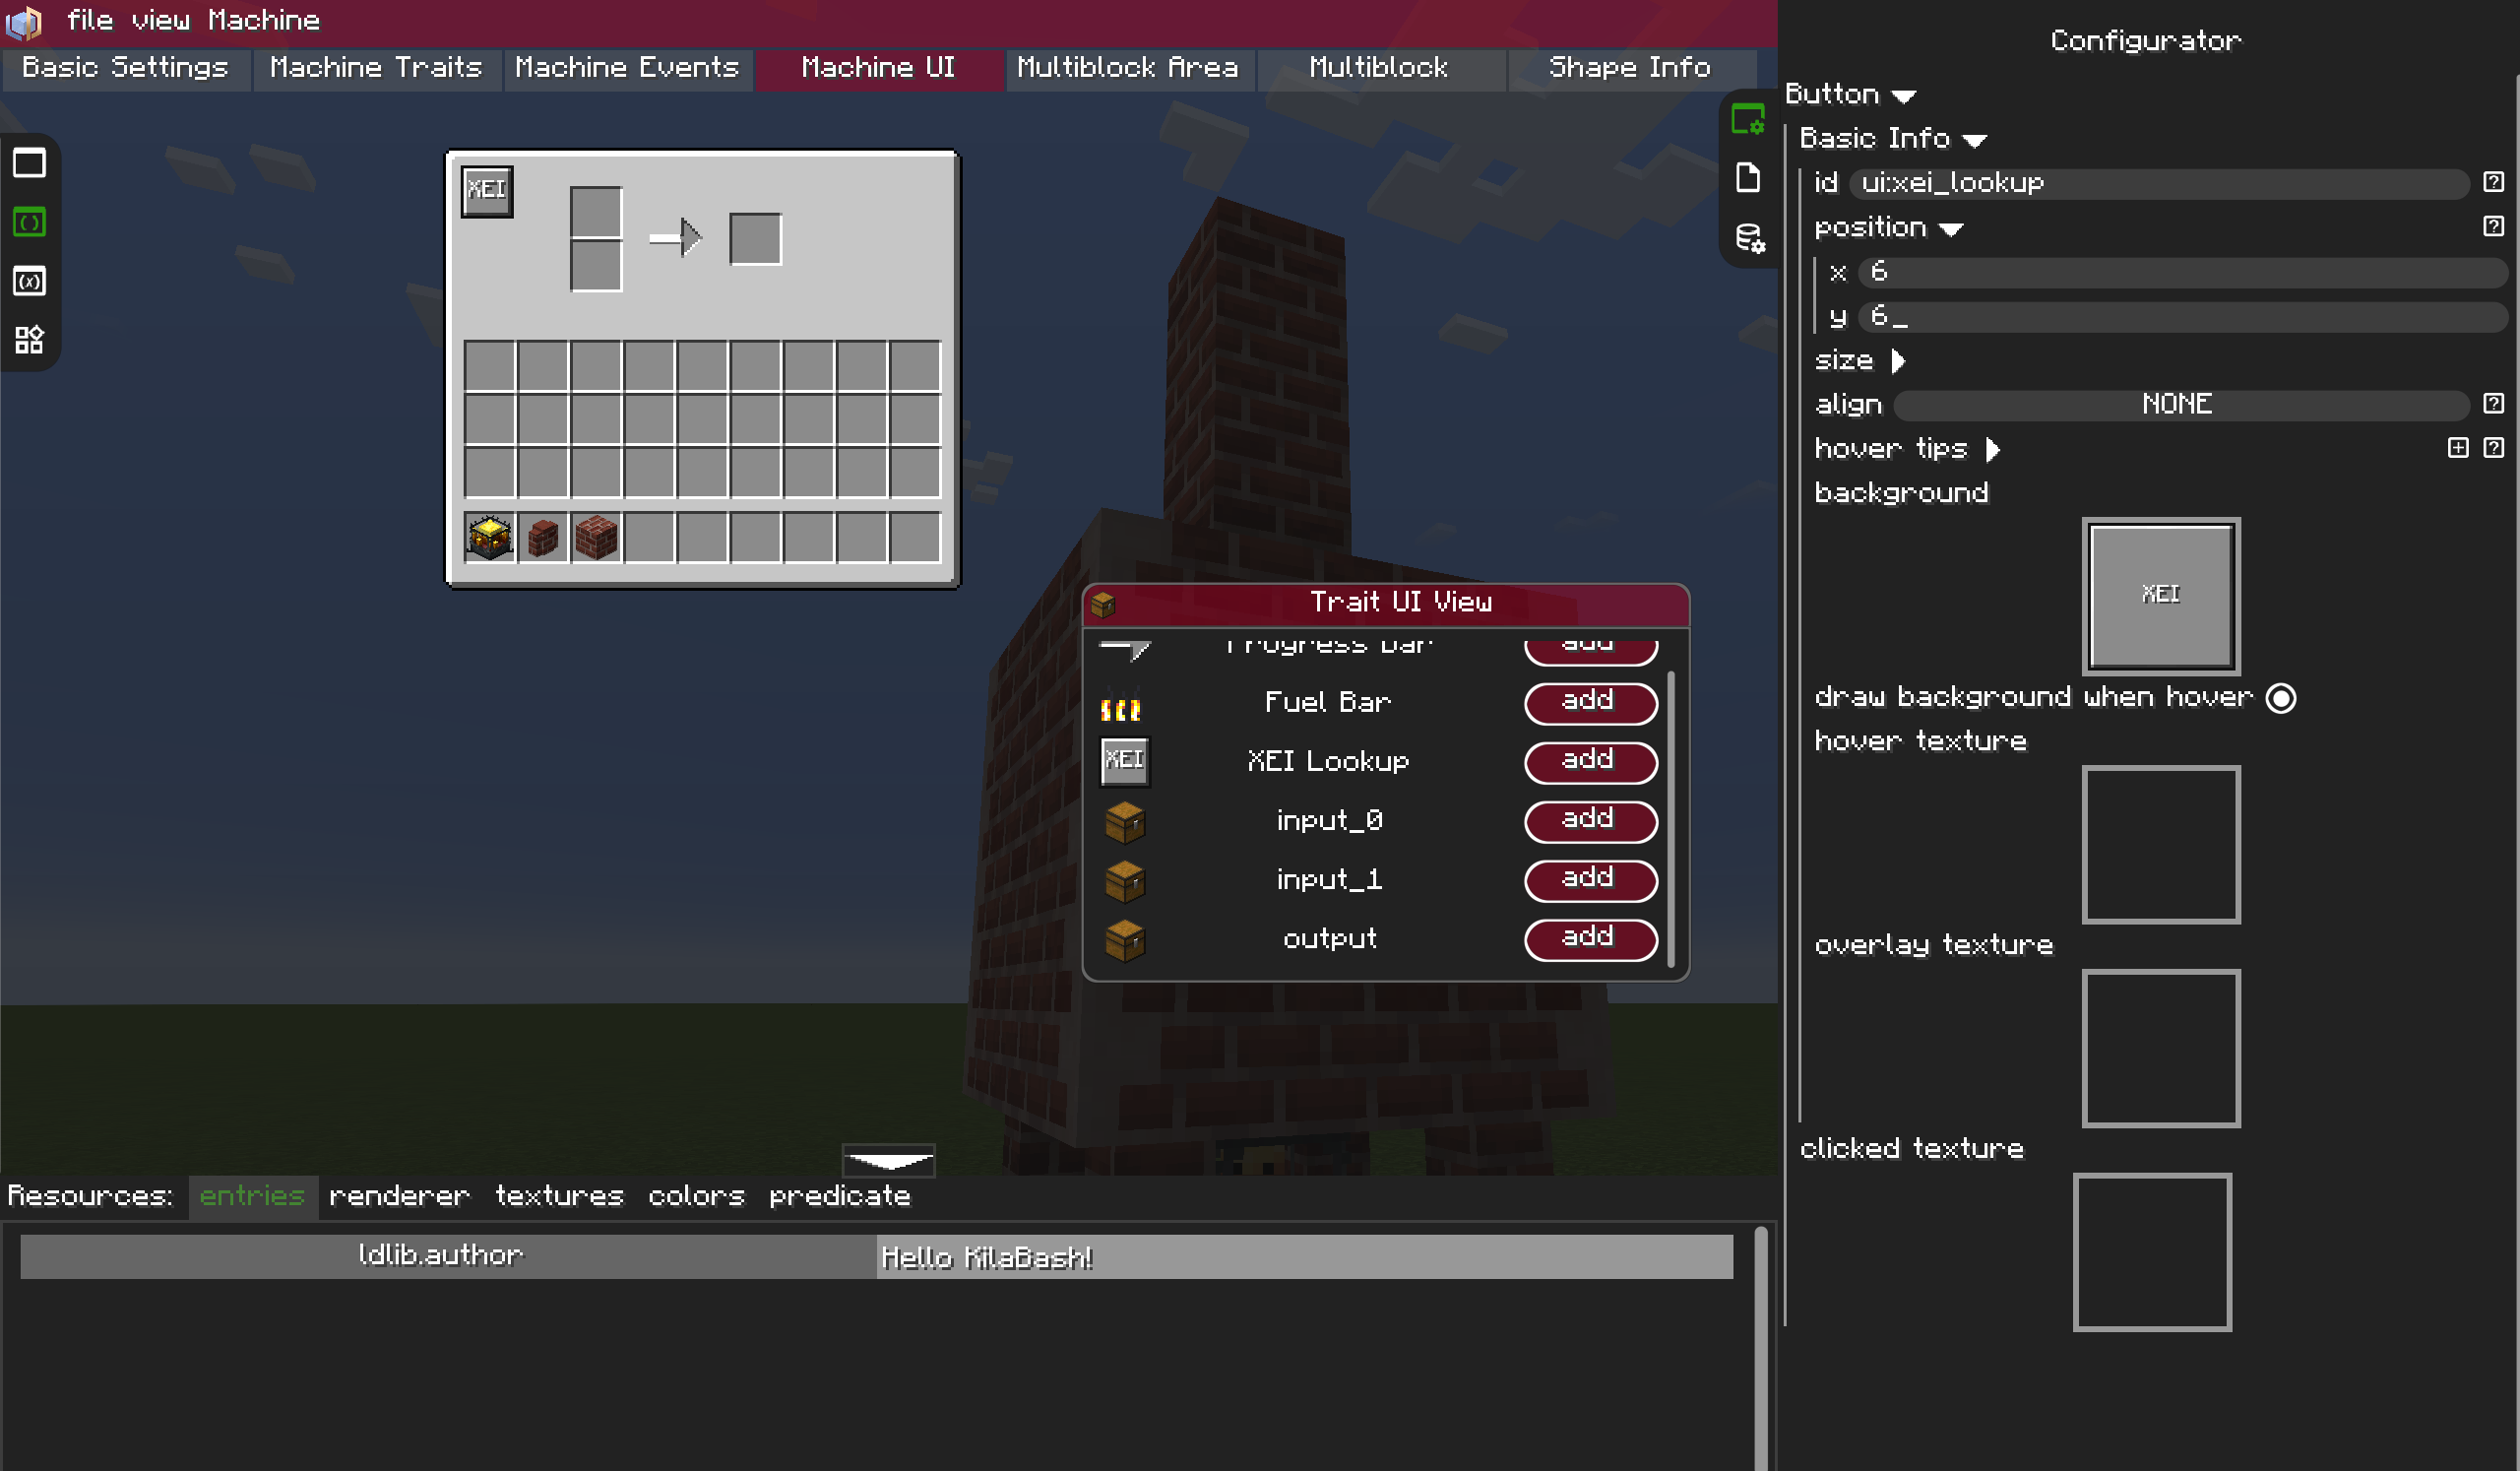 file view Machine
Basic Settings
Machine Traits
Machine Events
Machine UI
Multiblock Area
Multiblock
Shape Info
XEI
Trait UI View
Progress Bar
add
Fuel Bar
add
XEI
XEI Lookup
add
input_0
add
input_1
add
output
add
Resources: entries renderer textures colors predicate
ldlib.author
Hello KilaBash!
Configurator
Button
Basic Info
id ui:xei_lookup
position
x 6
y 6_
size
align NONE
hover tips
background
XEI
draw background when hover
hover texture
overlay texture
clicked texture